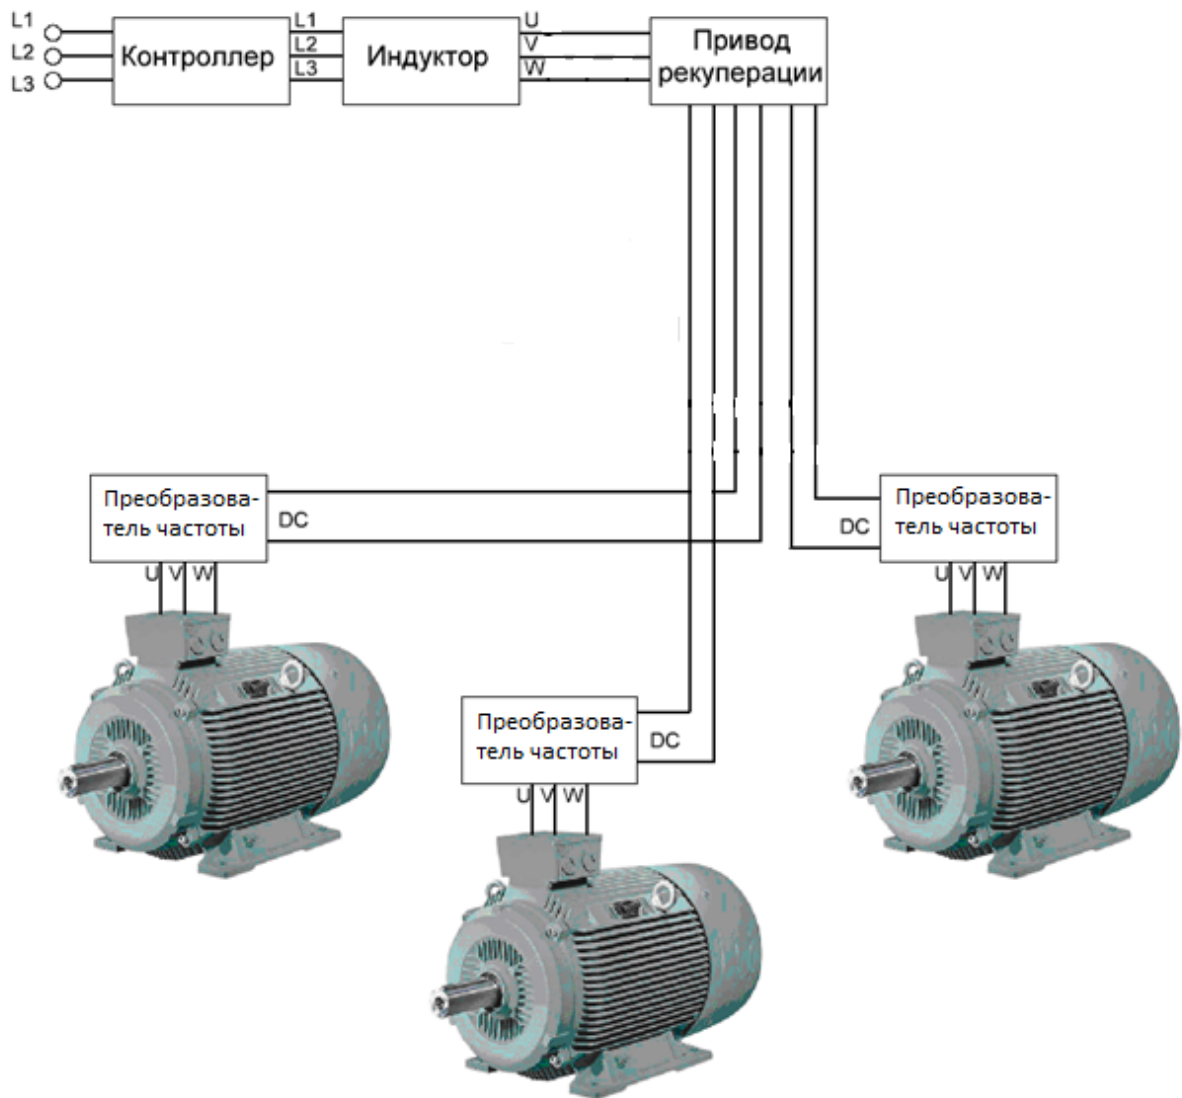 L1
L2
L3
Контроллер
L1
L2
L3
Индуктор
U
V
W
Привод
рекуперации
Преобразова-
тель частоты
DC
U V W
Преобразова-
тель частоты
DC
U V W
Преобразова-
тель частоты
DC
U V W